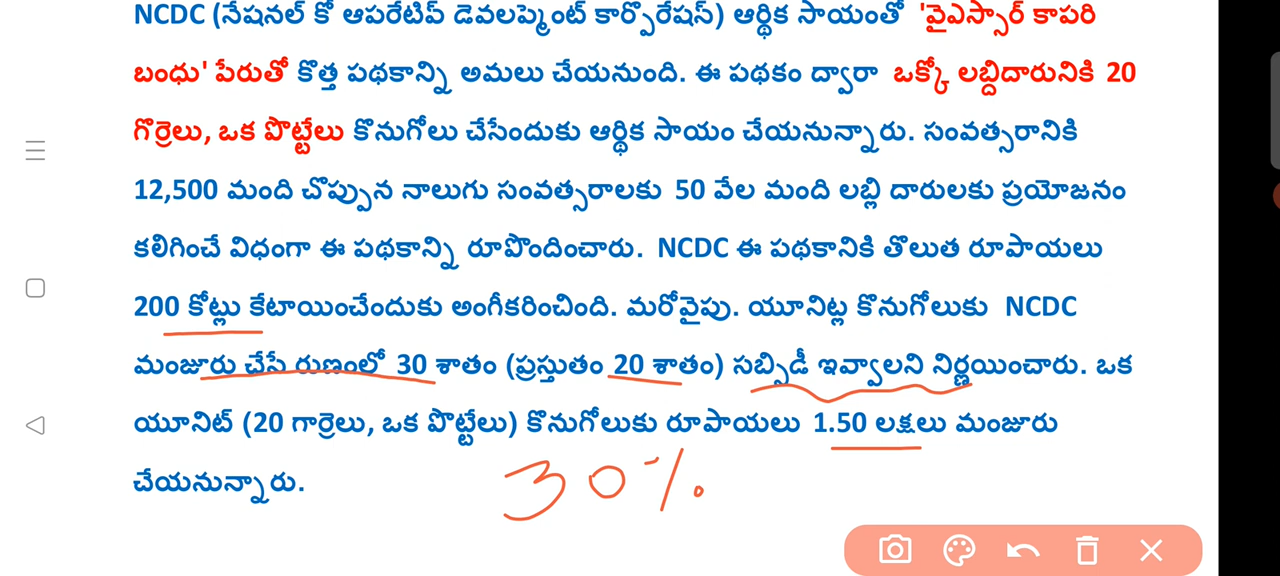 NCDC (నేషనల్ కో ఆపరేటివ్ డెవలప్మెంట్ కార్పొరేషన్) ఆర్థిక సాయంతో 'వైఎస్సార్ కాపరి
బంధు' పేరుతో కొత్త పథకాన్ని అమలు చేయనుంది. ఈ పథకం ద్వారా ఒక్కో లబ్దిదారునికి 20
గొర్రెలు, ఒక పొట్టేలు కొనుగోలు చేసేందుకు ఆర్థిక సాయం చేయనున్నారు. సంవత్సరానికి
12,500 మంది చొప్పున నాలుగు సంవత్సరాలకు 50 వేల మంది లబ్లి దారులకు ప్రయోజనం
కలిగించే విధంగా ఈ పథకాన్ని రూపొందించారు. NCDC ఈ పథకానికి తొలుత రూపాయలు
200 కోట్లు కేటాయించేందుకు అంగీకరించింది. మరోవైపు. యూనిట్ల కొనుగోలుకు NCDC
మంజూరు చేసే రుణంలో 30 శాతం (ప్రస్తుతం 20 శాతం) సబ్సిడీ ఇవ్వాలని నిర్ణయించారు. ఒక
యూనిట్ (20 గార్రెలు, ఒక పొట్టేలు) కొనుగోలుకు రూపాయలు 1.50 లక్షలు మంజూరు
చేయనున్నారు.
30%